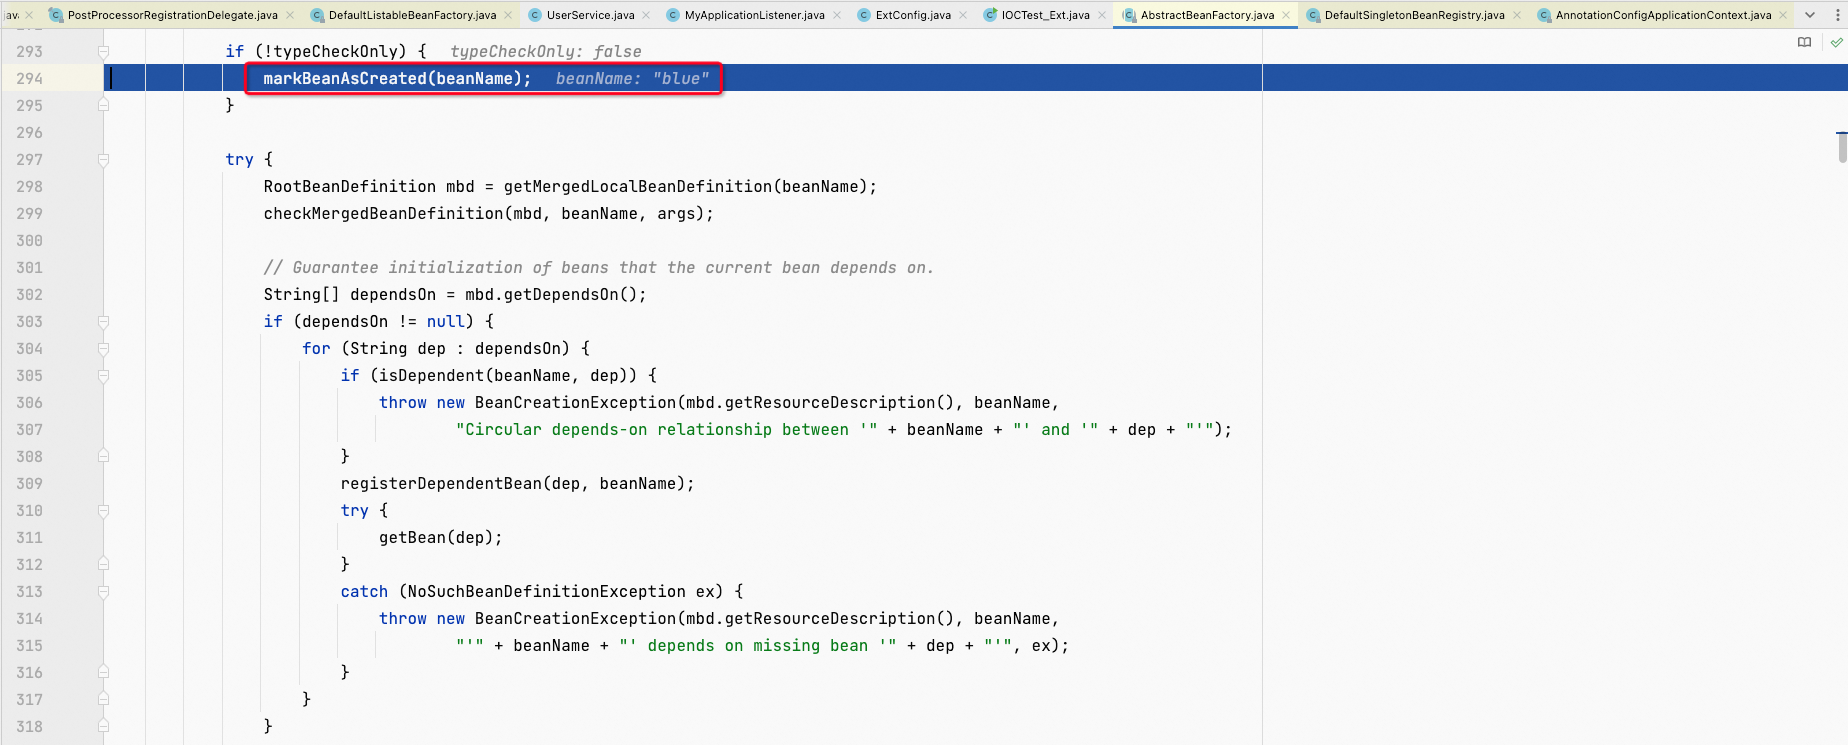 java PostProcessorRegistrationDelegate.java DefaultListableBeanFactory.java UserService.java MyApplicationListener.java ExtConfig.java IOCTest_Ext.java AbstractBeanFactory.java DefaultSingletonBeanRegistry.java AnnotationConfigApplicationContext.java
293 if (!typeCheckOnly) { typeCheckOnly: false
294 markBeanAsCreated(beanName); beanName: "blue"
295 }
296
297 try {
298 RootBeanDefinition mbd = getMergedLocalBeanDefinition(beanName);
299 checkMergedBeanDefinition(mbd, beanName, args);
300
301 // Guarantee initialization of beans that the current bean depends on.
302 String[] dependsOn = mbd.getDependsOn();
303 if (dependsOn != null) {
304 for (String dep : dependsOn) {
305 if (isDependent(beanName, dep)) {
306 throw new BeanCreationException(mbd.getResourceDescription(), beanName,
307 "Circular depends-on relationship between '" + beanName + "' and '" + dep + "'");
308 }
309 registerDependentBean(dep, beanName);
310 try {
311 getBean(dep);
312 }
313 catch (NoSuchBeanDefinitionException ex) {
314 throw new BeanCreationException(mbd.getResourceDescription(), beanName,
315 "'" + beanName + "' depends on missing bean '" + dep + "'", ex);
316 }
317 }
318 }